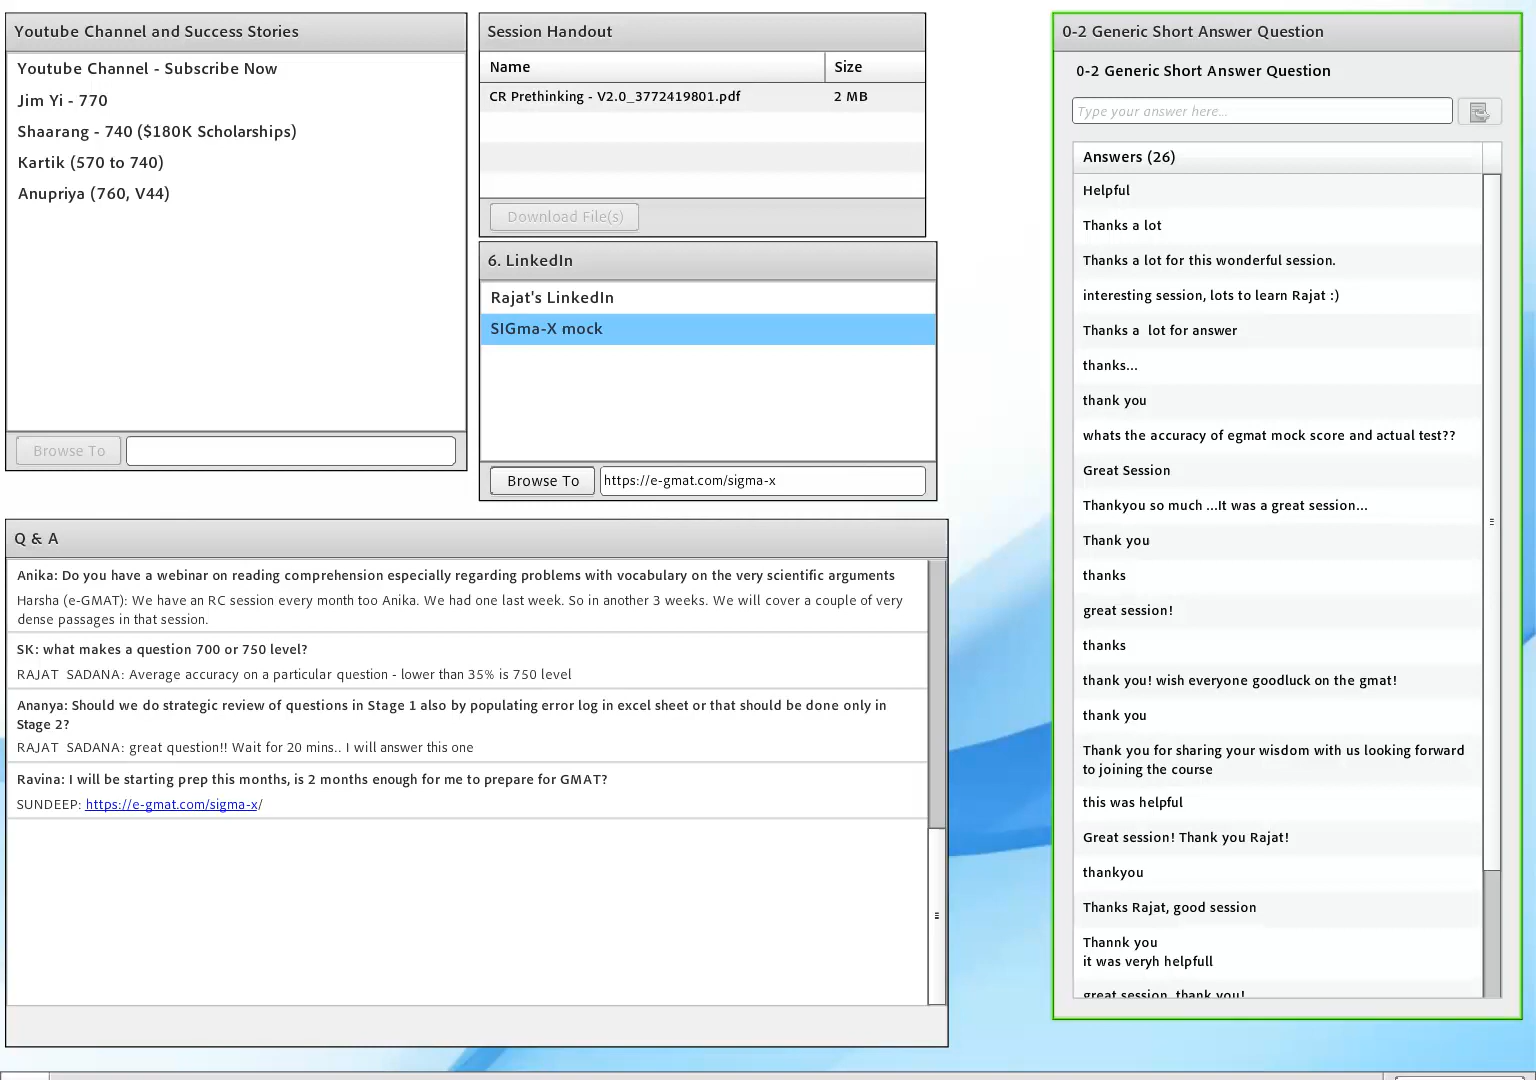 Youtube Channel and Success Stories
Youtube Channel - Subscribe Now
Jim Yi - 770
Shaarang - 740 ($180K Scholarships)
Kartik (570 to 740)
Anupriya (760, V44)
Browse To
Session Handout
Name Size
CR Prethinking - V2.0_3772419801.pdf 2 MB
Download File(s)
6. LinkedIn
Rajat's LinkedIn
SIGma-X mock
Browse To https://e-gmat.com/sigma-x
Q & A
Anika: Do you have a webinar on reading comprehension especially regarding problems with vocabulary on the very scientific arguments
Harsha (e-GMAT): We have an RC session every month too Anika. We had one last week. So in another 3 weeks. We will cover a couple of very
dense passages in that session.
SK: what makes a question 700 or 750 level?
RAJAT  SADANA: Average accuracy on a particular question - lower than 35% is 750 level
Ananya: Should we do strategic review of questions in Stage 1 also by populating error log in excel sheet or that should be done only in
Stage 2?
RAJAT  SADANA: great question!! Wait for 20 mins.. I will answer this one
Ravina: I will be starting prep this months, is 2 months enough for me to prepare for GMAT?
SUNDEEP: https://e-gmat.com/sigma-x/
0-2 Generic Short Answer Question
0-2 Generic Short Answer Question
Type your answer here...
Answers (26)
Helpful
Thanks a lot
Thanks a lot for this wonderful session.
interesting session, lots to learn Rajat :)
Thanks a  lot for answer
thanks...
thank you
whats the accuracy of egmat mock score and actual test??
Great Session
Thankyou so much ...It was a great session...
Thank you
thanks
great session!
thanks
thank you! wish everyone goodluck on the gmat!
thank you
Thank you for sharing your wisdom with us looking forward
to joining the course
this was helpful
Great session! Thank you Rajat!
thankyou
Thanks Rajat, good session
Thannk you
it was veryh helpfull
great session, thank you!